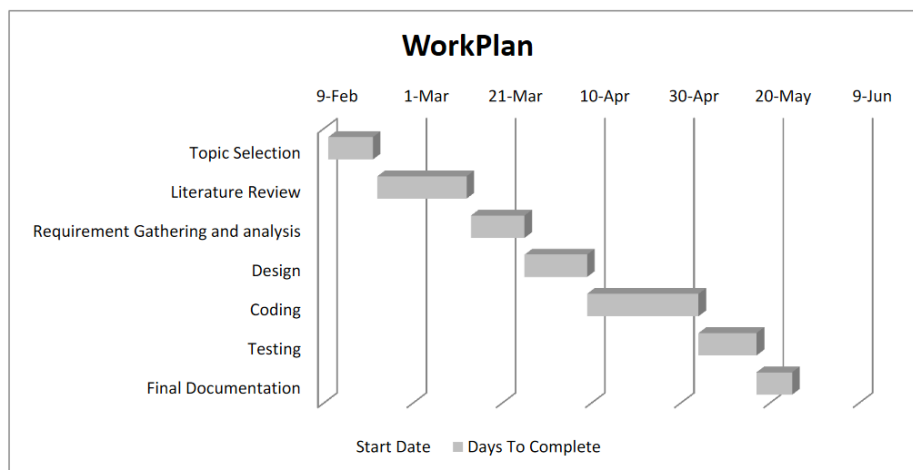 WorkPlan
9-Feb 1-Mar 21-Mar 10-Apr 30-Apr 20-May 9-Jun
Topic Selection
Literature Review
Requirement Gathering and analysis
Design
Coding
Testing
Final Documentation
Start Date Days To Complete